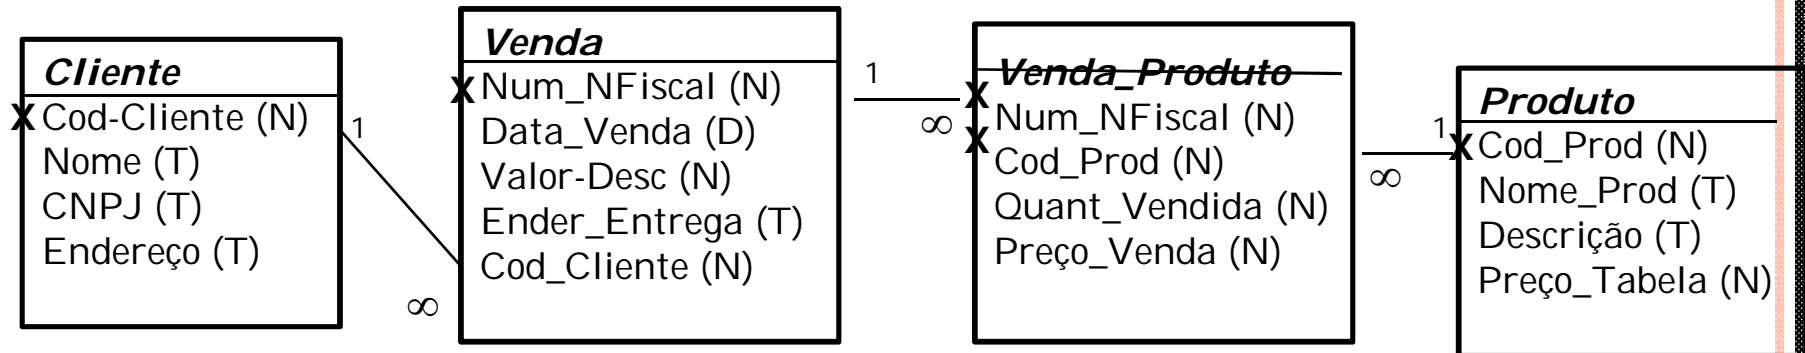 Cliente
X Cod-Cliente (N)
Nome (T)
CNPJ (T)
Endereço (T)
1
∞
Venda
X Num_NFiscal (N)
Data_Venda (D)
Valor-Desc (N)
Ender_Entrega (T)
Cod_Cliente (N)
1
∞
Venda_Produto
X Num_NFiscal (N)
X Cod_Prod (N)
Quant_Vendida (N)
Preço_Venda (N)
∞
1
Produto
X Cod_Prod (N)
Nome_Prod (T)
Descrição (T)
Preço_Tabela (N)